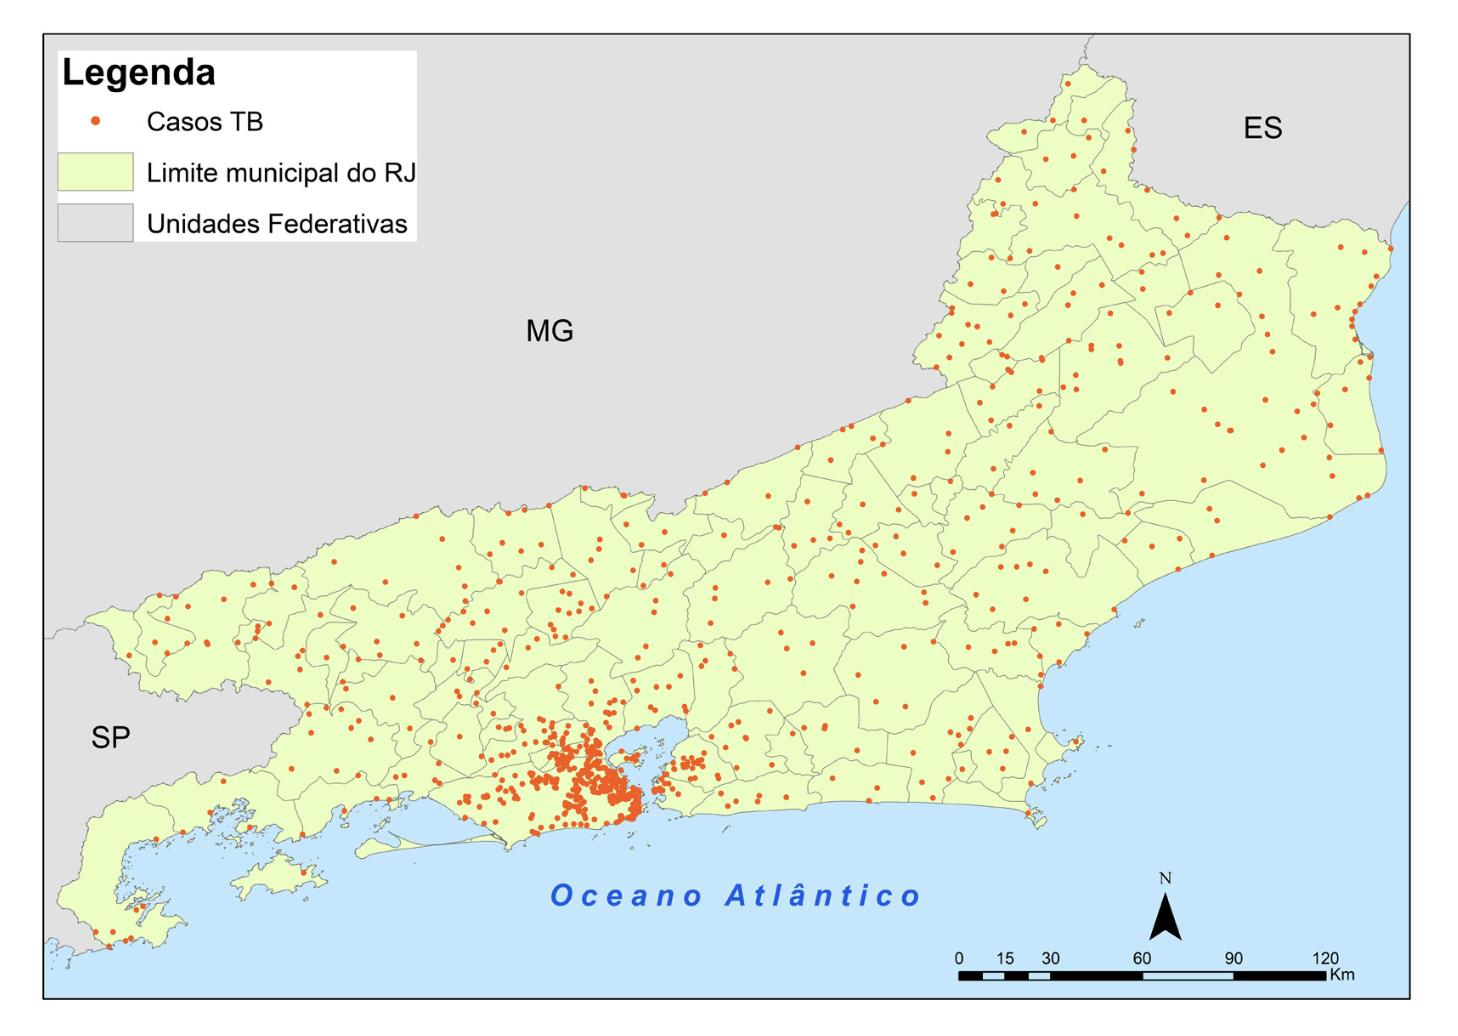 Legenda
Casos TB
Limite municipal do RJ
Unidades Federativas
ES
MG
SP
Oceano Atlântico
N
0 15 30 60 90 120
Km